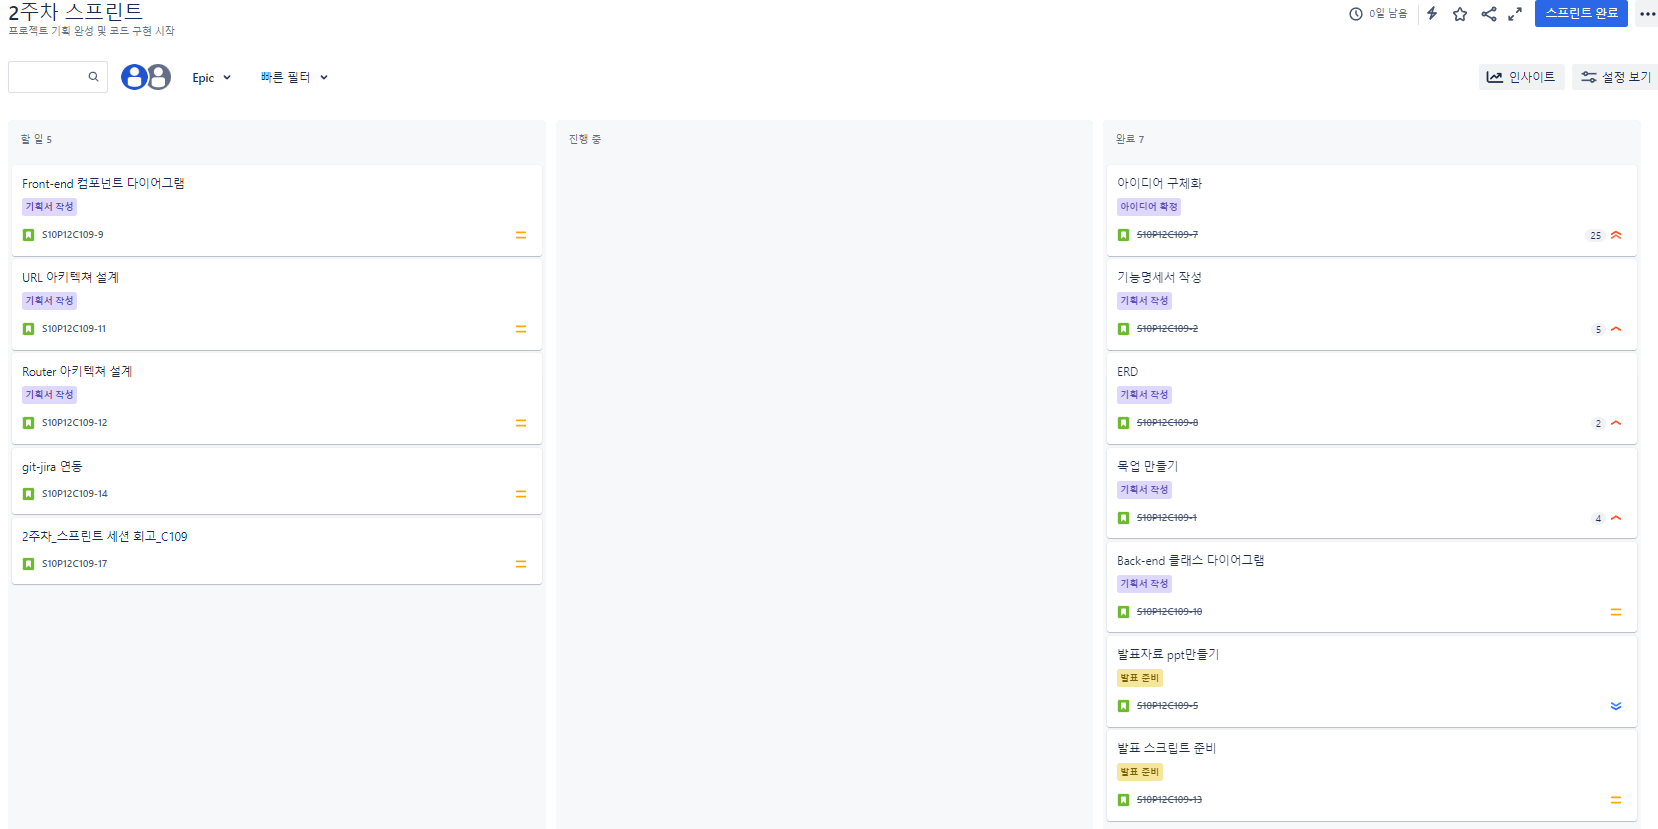 2주차 스프린트
프로젝트 기획 완성 및 코드 구현 시작
0일 남음
스프린트 완료
Epic
빠른 필터
인사이트
설정 보기
할 일 5
Front-end 컴포넌트 다이어그램
기획서 작성
S10P12C109-9
URL 아키텍쳐 설계
기획서 작성
S10P12C109-11
Router 아키텍쳐 설계
기획서 작성
S10P12C109-12
git-jira 연동
S10P12C109-14
2주차_스프린트 세션 회고_C109
S10P12C109-17
진행 중
완료 7
아이디어 구체화
아이디어 확정
S10P12C109-7
25
기능명세서 작성
기획서 작성
S10P12C109-2
5
ERD
기획서 작성
S10P12C109-8
2
목업 만들기
기획서 작성
S10P12C109-1
4
Back-end 클래스 다이어그램
기획서 작성
S10P12C109-10
발표자료 ppt만들기
발표 준비
S10P12C109-5
발표 스크립트 준비
발표 준비
S10P12C109-13